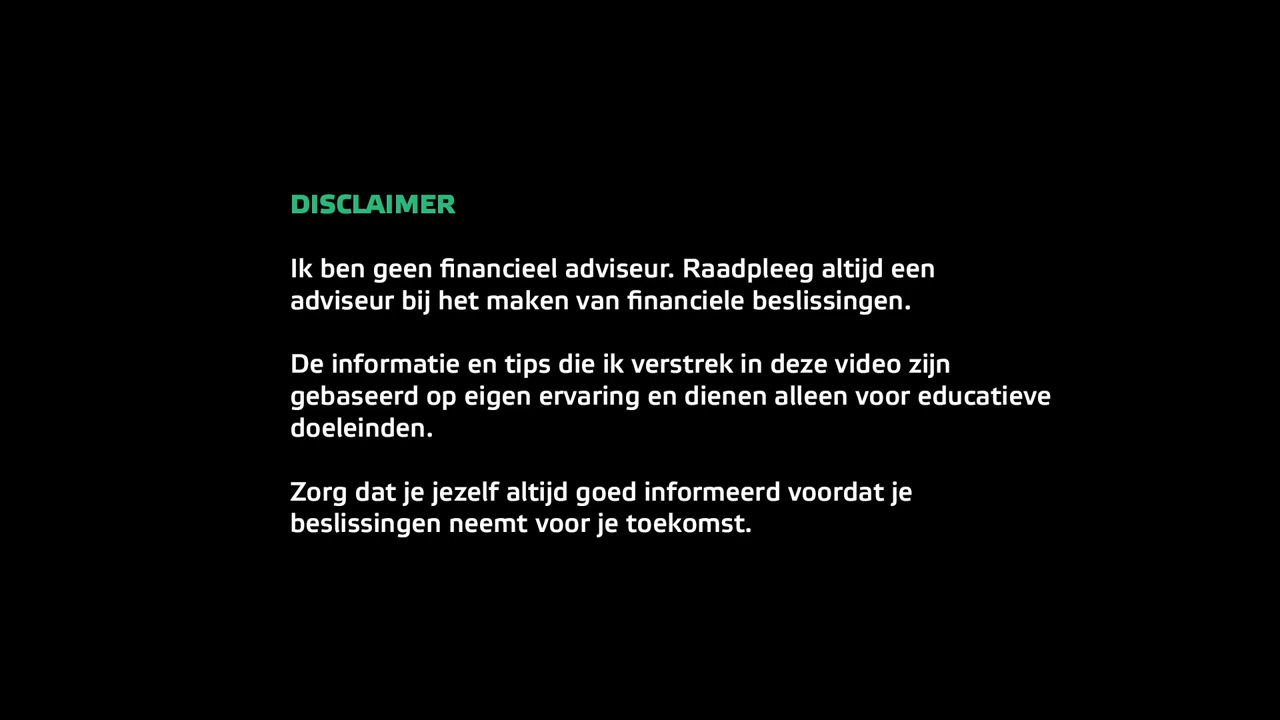 DISCLAIMER
Ik ben geen financieel adviseur. Raadpleeg altijd een
adviseur bij het maken van financiele beslissingen.
De informatie en tips die ik verstrek in deze video zijn
gebaseerd op eigen ervaring en dienen alleen voor educatieve
doeleinden.
Zorg dat je jezelf altijd goed informeerd voordat je
beslissingen neemt voor je toekomst.